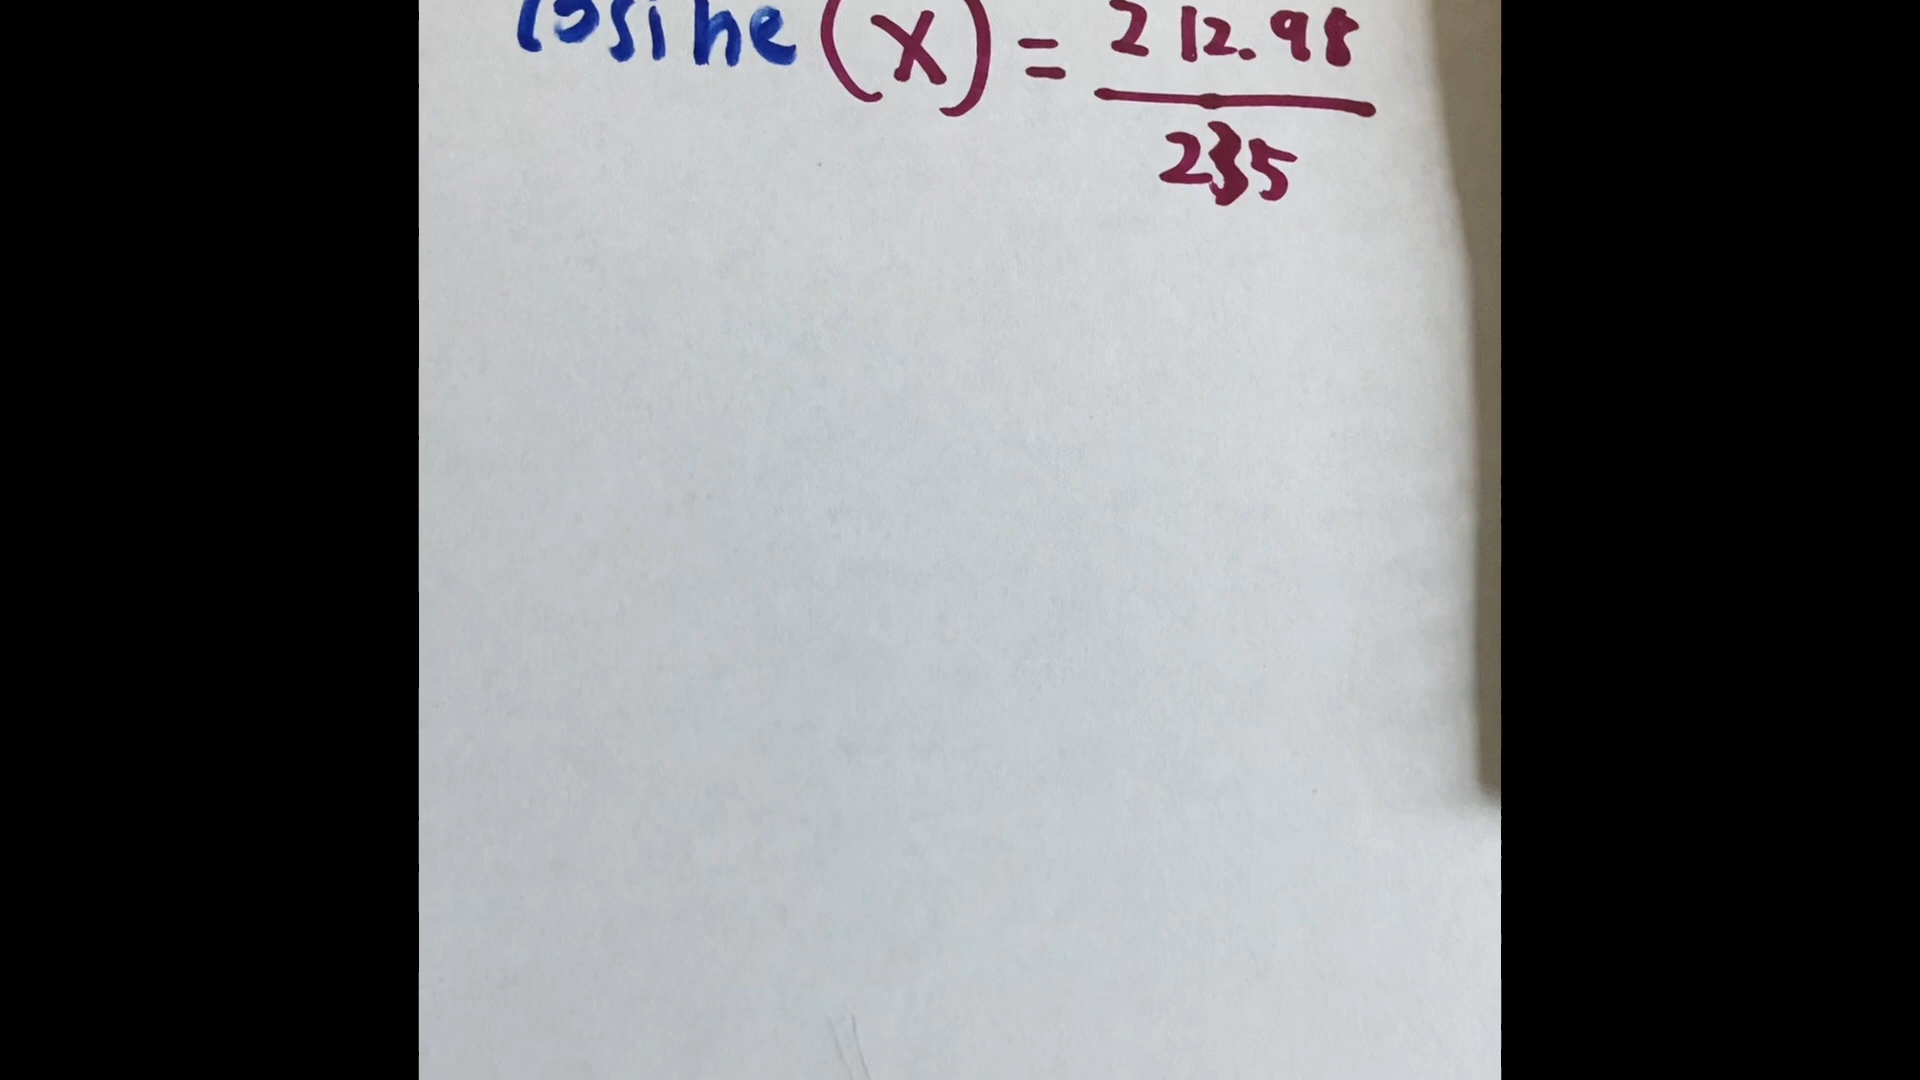 cosine (x) = 212.98
235